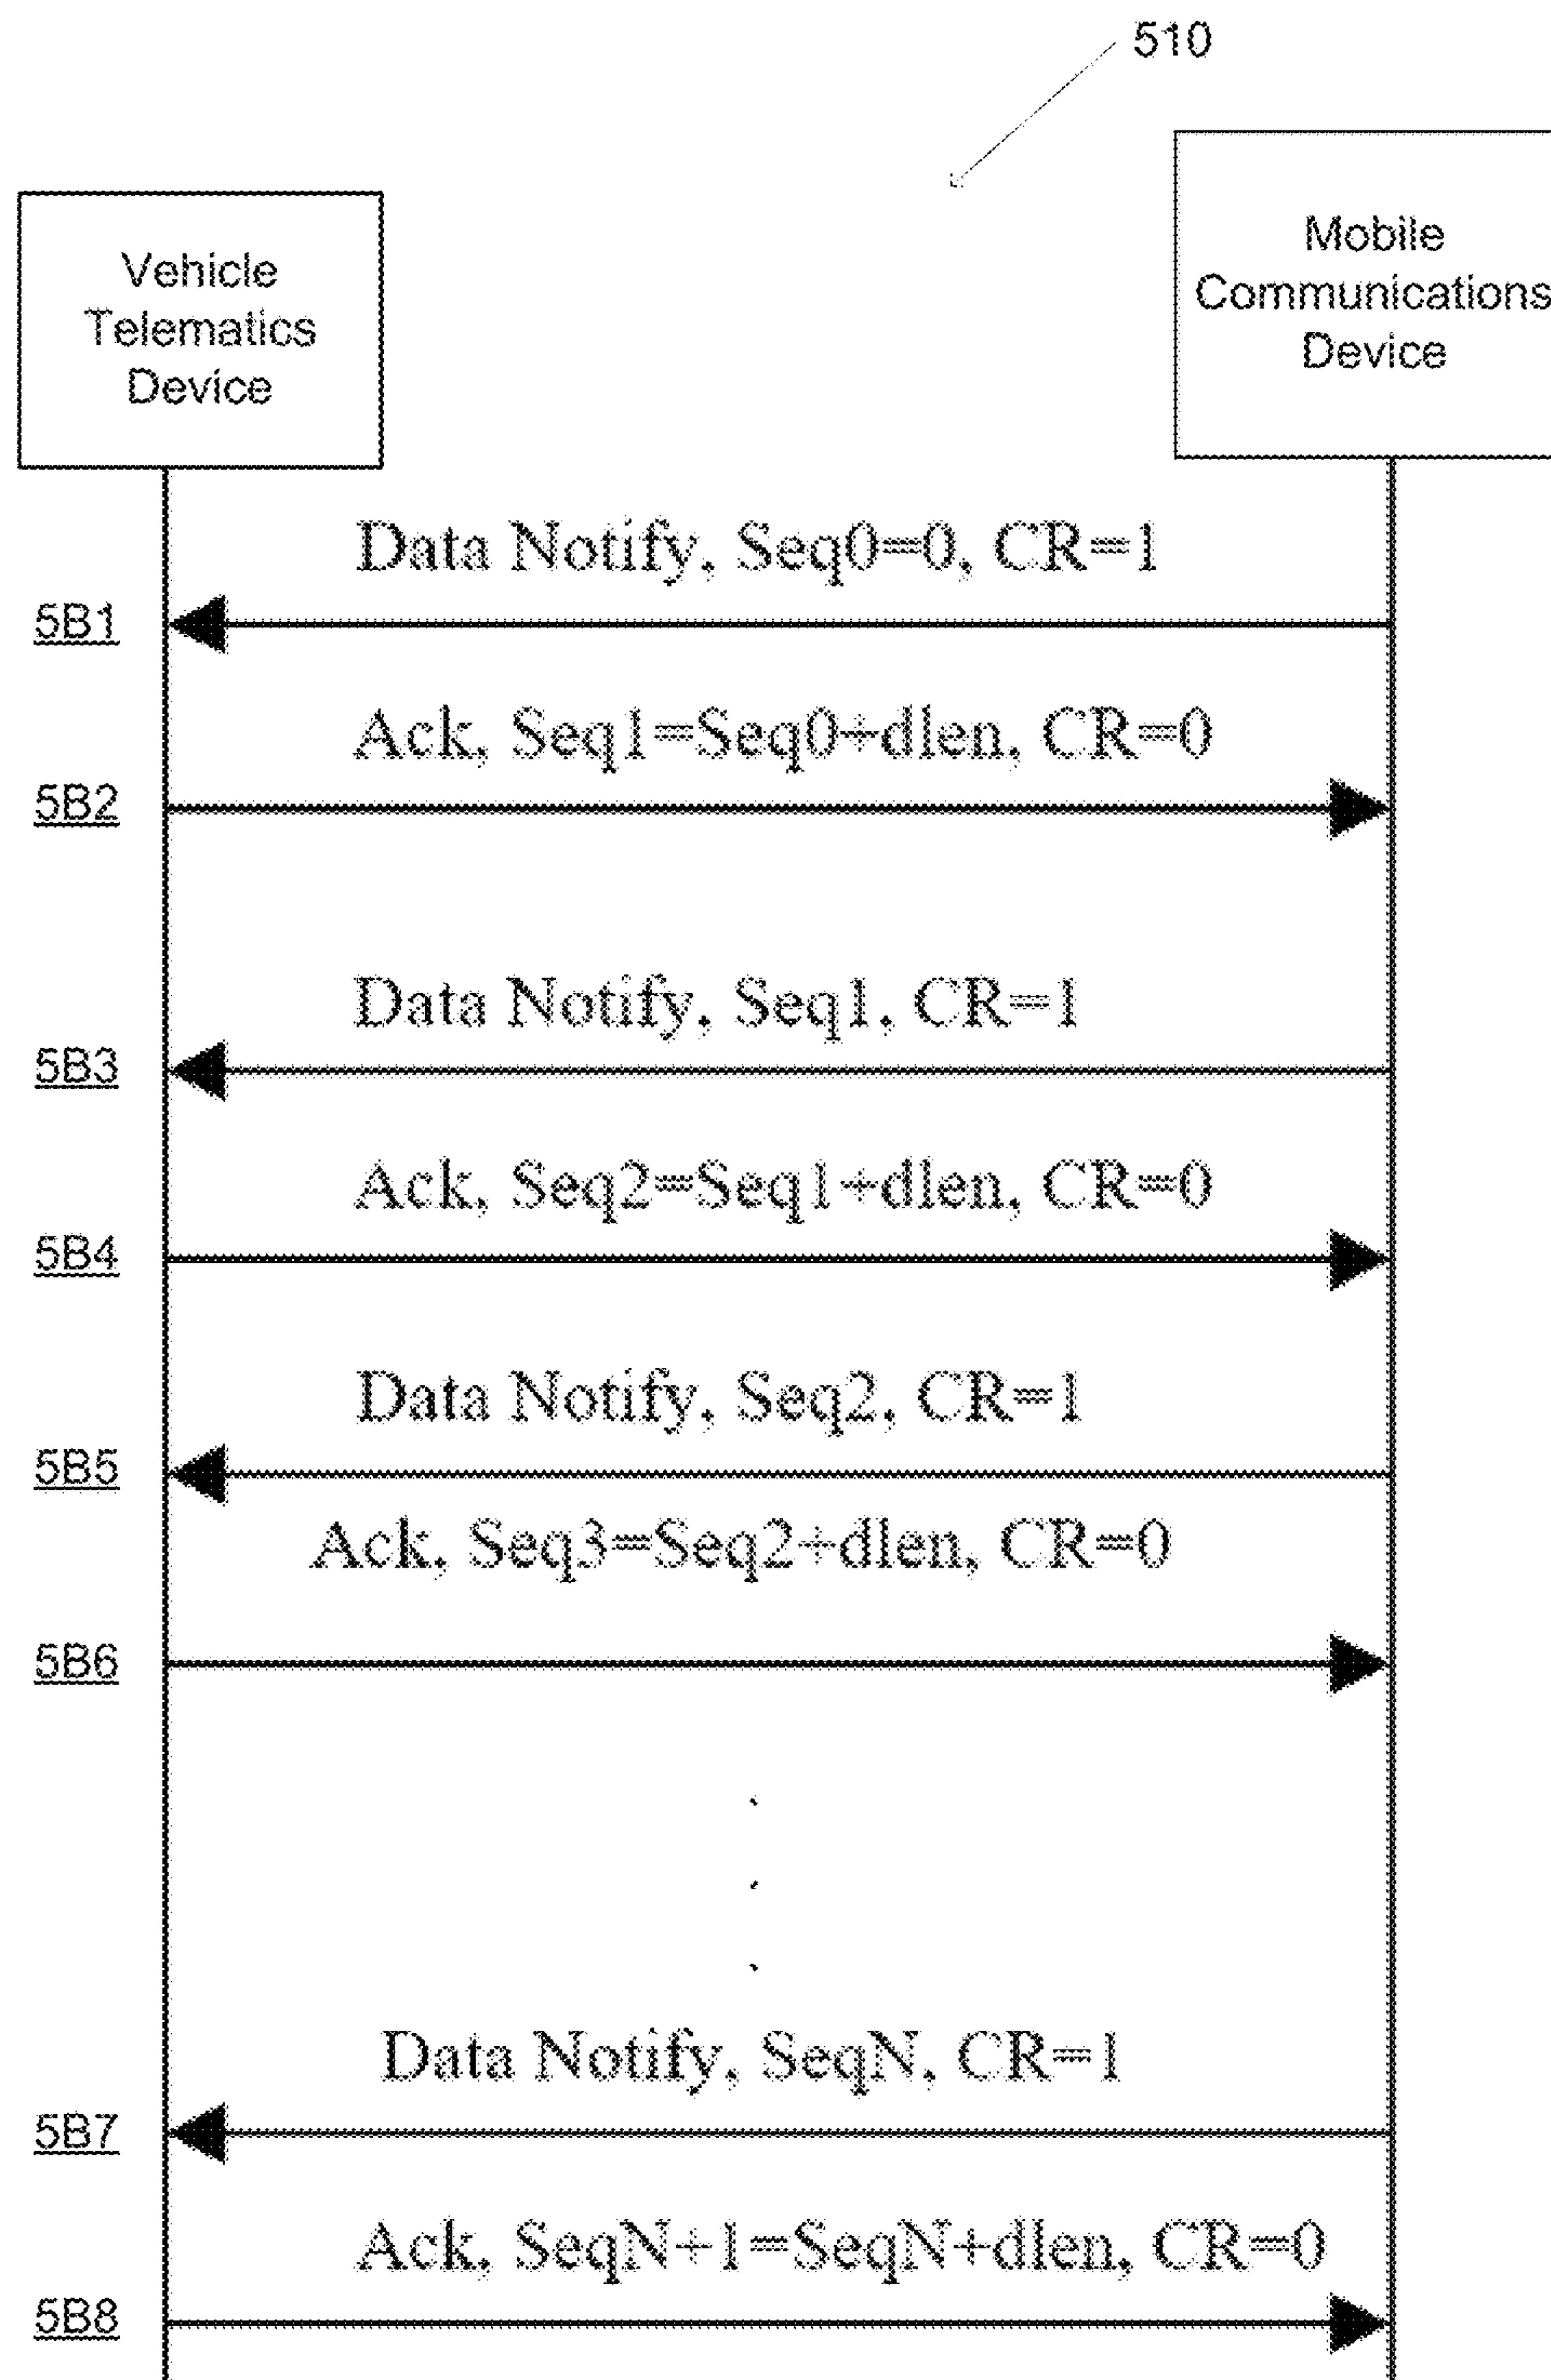 510
Vehicle
Telematics
Device
Mobile
Communications
Device
Data Notify, Seq0=0, CR=1
5B1
Ack, Seq1=Seq0+dlen, CR=0
5B2
Data Notify, Seq1, CR=1
5B3
Ack, Seq2=Seq1+dlen, CR=0
5B4
Data Notify, Seq2, CR=1
5B5
Ack, Seq3=Seq2+dlen, CR=0
5B6
.
.
.
Data Notify, SeqN, CR=1
5B7
Ack, SeqN+1=SeqN+dlen, CR=0
5B8